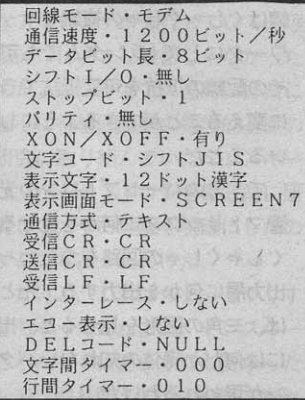 回線モード・モデム
通信速度・１２００ビット／秒
データビット長・８ビット
シフトＩ／Ｏ・無し
ストップビット・１
パリティ・無し
ＸＯＮ／ＸＯＦＦ・有り
文字コード・シフトＪＩＳ
表示文字・１２ドット漢字
表示画面モード・ＳＣＲＥＥＮ７
通信方式・テキスト
受信ＣＲ・ＣＲ
送信ＣＲ・ＣＲ
受信ＬＦ・ＬＦ
インターレース・しない
エコー表示・しない
ＤＥＬコード・ＮＵＬＬ
文字間タイマー・０００
行間タイマー・０１０